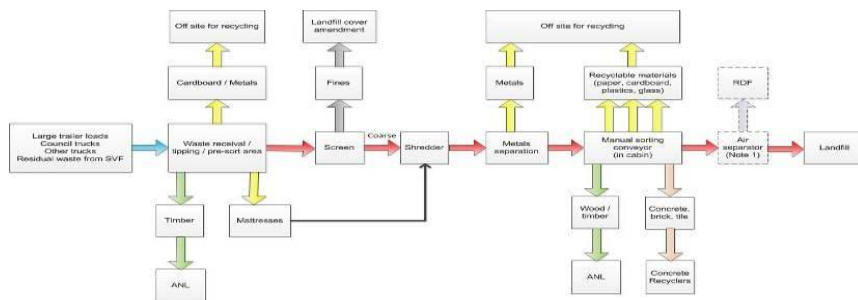 Off site for recycling
Landfill cover
amendment
Off site for recycling
Cardboard / Metals
Fines
Metals
Recyclable materials
(paper, cardboard,
plastics, glass)
RDF
Large trailer loads
Council trucks
Other trucks
Residual waste from SVF
Waste receival /
tipping / pre-sort area
Screen
Coarse
Shredder
Metals
separation
Manual sorting
conveyor
(in cabin)
Air
separator
(Note 1)
Landfill
Timber
Mattresses
Wood /
timber
Concrete,
brick, tile
ANL
ANL
Concrete
Recyclers